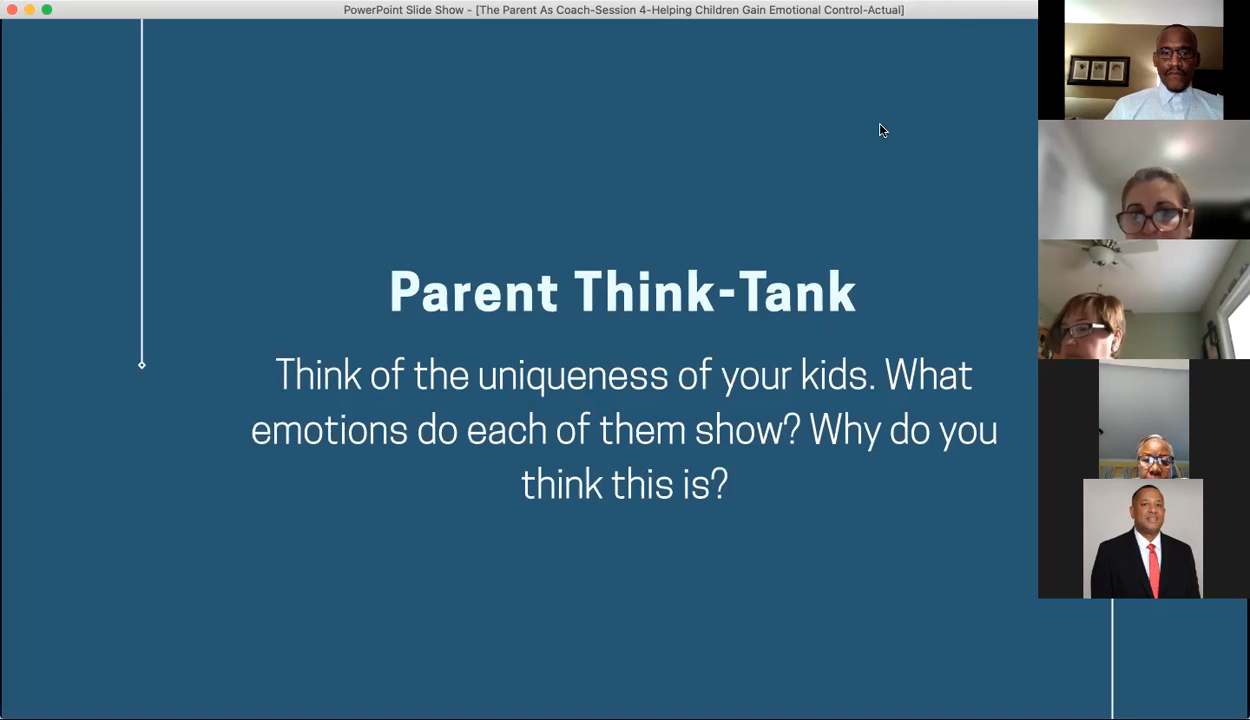 PowerPoint Slide Show - [The Parent As Coach-Session 4-Helping Children Gain Emotional Control-Actual]
Parent Think-Tank
Think of the uniqueness of your kids. What
emotions do each of them show? Why do you
think this is?